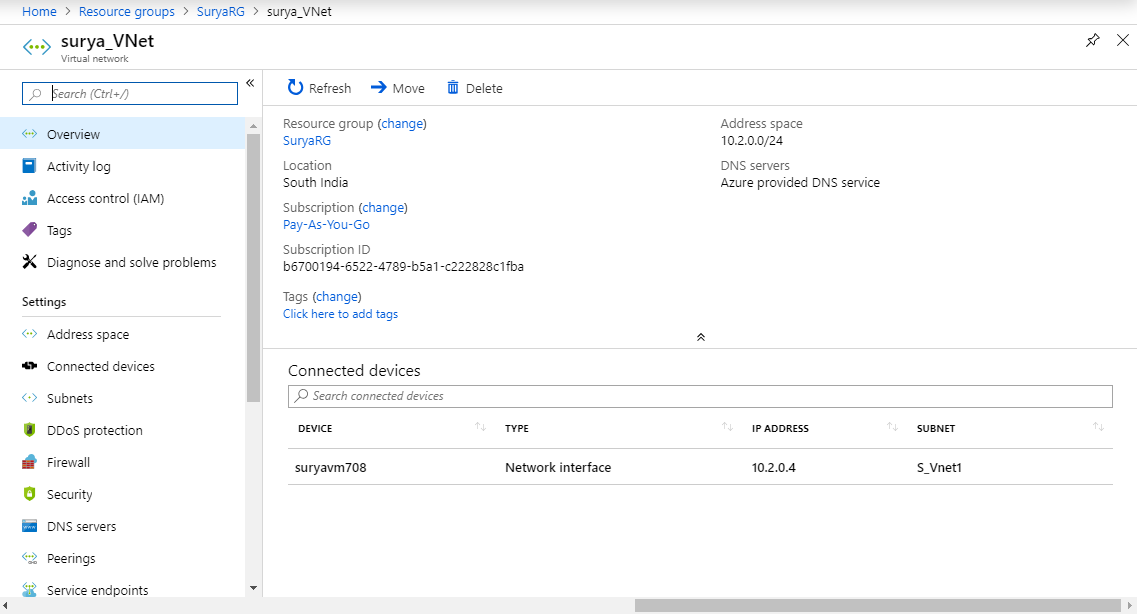 Home > Resource groups > SuryaRG > surya_VNet
surya_VNet
Virtual network
Search (Ctrl+/)
«
Overview
Activity log
Access control (IAM)
Tags
Diagnose and solve problems
Settings
Address space
Connected devices
Subnets
DDoS protection
Firewall
Security
DNS servers
Peerings
Service endpoints
Refresh Move Delete
Resource group (change)
SuryaRG
Location
South India
Subscription (change)
Pay-As-You-Go
Subscription ID
b6700194-6522-4789-b5a1-c222828c1fba
Tags (change)
Click here to add tags
Address space
10.2.0.0/24
DNS servers
Azure provided DNS service
Connected devices
Search connected devices
DEVICE TYPE IP ADDRESS SUBNET
suryavm708 Network interface 10.2.0.4 S_Vnet1